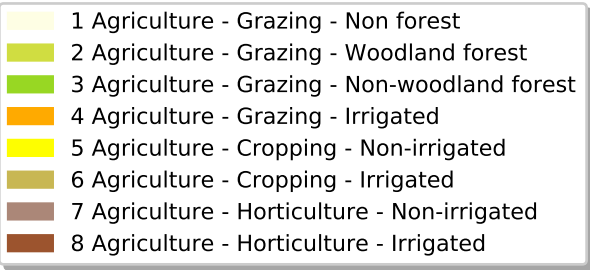 1 Agriculture - Grazing - Non forest
2 Agriculture - Grazing - Woodland forest
3 Agriculture - Grazing - Non-woodland forest
4 Agriculture - Grazing - Irrigated
5 Agriculture - Cropping - Non-irrigated
6 Agriculture - Cropping - Irrigated
7 Agriculture - Horticulture - Non-irrigated
8 Agriculture - Horticulture - Irrigated